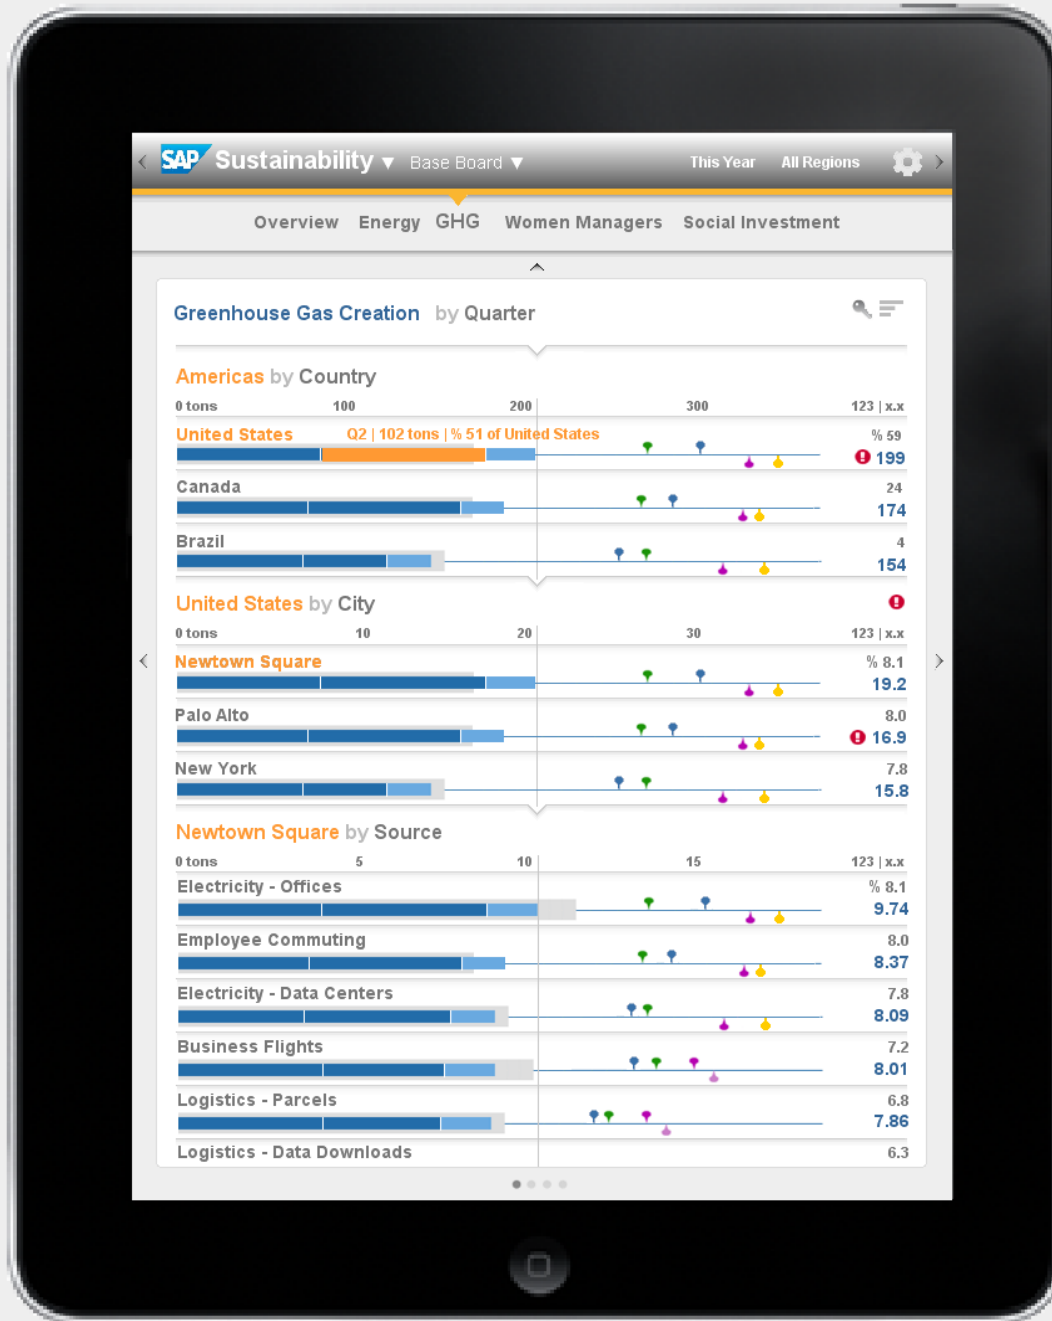 SAP Sustainability Base Board This Year All Regions
Overview Energy GHG Women Managers Social Investment
Greenhouse Gas Creation by Quarter
Americas by Country
0 tons 100 200 300 123 | x.x
United States Q2 | 102 tons | % 51 of United States % 59
199
Canada 24
174
Brazil 4
154
United States by City
0 tons 10 20 30 123 | x.x
Newtown Square % 8.1
19.2
Palo Alto 8.0
16.9
New York 7.8
15.8
Newtown Square by Source
0 tons 5 10 15 123 | x.x
Electricity - Offices % 8.1
9.74
Employee Commuting 8.0
8.37
Electricity - Data Centers 7.8
8.09
Business Flights 7.2
8.01
Logistics - Parcels 6.8
7.86
Logistics - Data Downloads 6.3